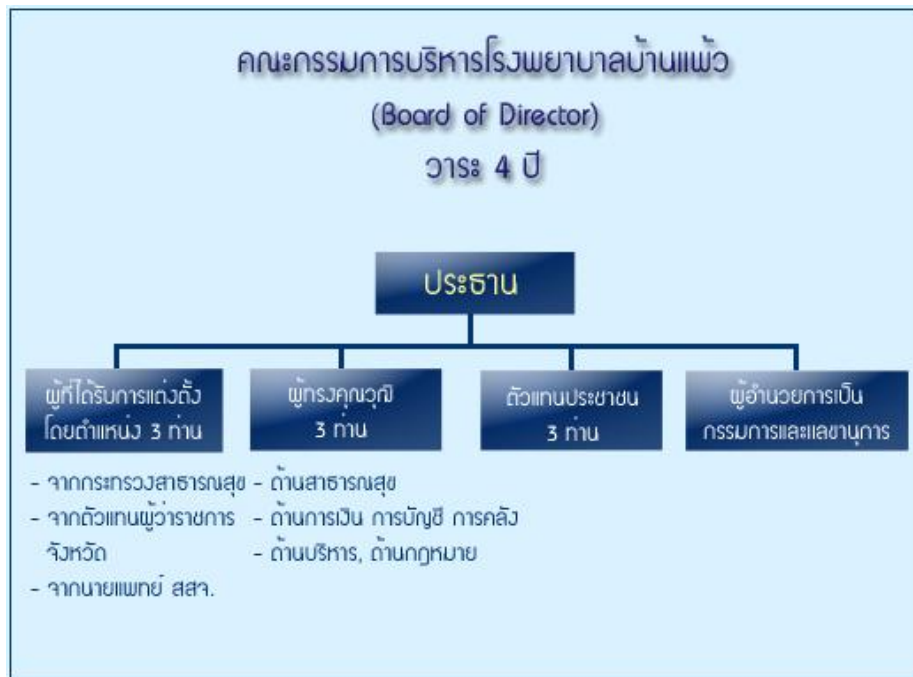 คณะกรรมการบริหารโรงพยาบาลบ้านแพ้ว
(Board of Director)
วาระ 4 ปี
ประธาน
ผู้ที่ได้รับการแต่งตั้ง
โดยตำแหน่ง 3 ท่าน
- จากกระทรวงสาธารณสุข
- จากตัวแทนผู้ว่าราชการ
จังหวัด
- จากนายแพทย์ สสจ.
ผู้ทรงคุณวุฒิ
3 ท่าน
- ด้านสาธารณสุข
- ด้านการเงิน การบัญชี การคลัง
- ด้านบริหาร, ด้านกฎหมาย
ตัวแทนประชาชน
3 ท่าน
ผู้อำนวยการเป็น
กรรมการและเลขานุการ